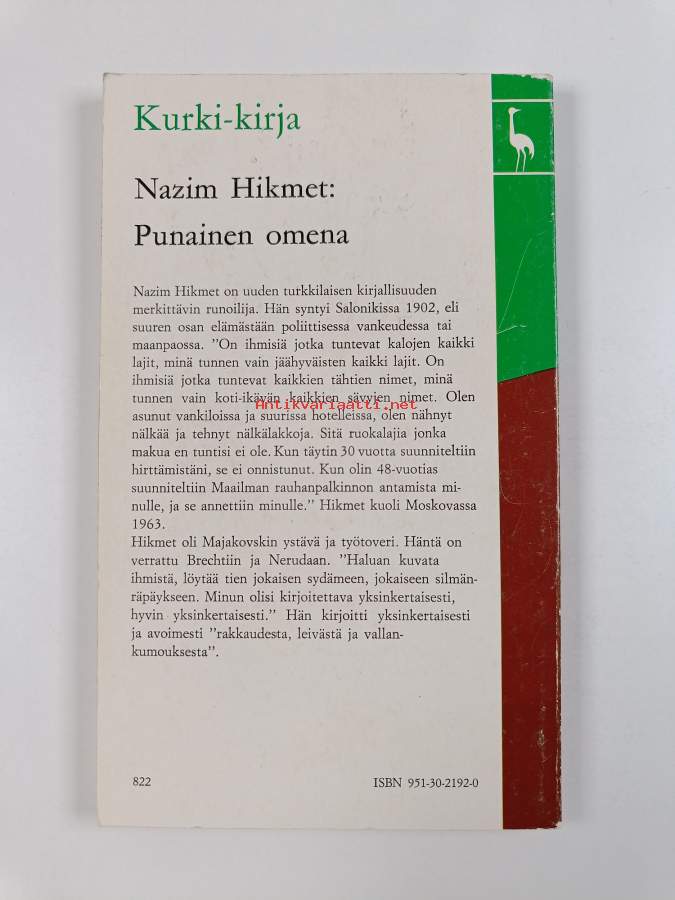 Kurki-kirja
Nazim Hikmet:
Punainen omena
Nazim Hikmet on uuden turkkilaisen kirjallisuuden
merkittävin runoilija. Hän syntyi Salonikissa 1902, eli
suuren osan elämästään poliittisessa vankeudessa tai
maanpaossa. ”On ihmisiä jotka tuntevat kalojen kaikki
lajit, minä tunnen vain jäähyväisten kaikki lajit. On
ihmisiä jotka tuntevat kaikkien tähtien nimet, minä
tunnen vain koti-ikävän kaikkien sävyjen nimet. Olen
Antikvariaatti.net
asunut vankiloissa ja suurissa hotelleissa, olen nähnyt
nälkää ja tehnyt nälkälakkoja. Sitä ruokalajia jonka
makua en tuntisi ei ole. Kun täytin 30 vuotta suunniteltiin
hirttämistäni, se ei onnistunut. Kun olin 48-vuotias
suunniteltiin Maailman rauhanpalkinnon antamista mi-
nulle, ja se annettiin minulle.” Hikmet kuoli Moskovassa
1963.
Hikmet oli Majakovskin ystävä ja työtoveri. Häntä on
verrattu Brechtiin ja Nerudaan. ”Haluan kuvata
ihmistä, löytää tien jokaisen sydämeen, jokaiseen silmän-
räpäykseen. Minun olisi kirjoitettava yksinkertaisesti,
hyvin yksinkertaisesti.” Hän kirjoitti yksinkertaisesti
ja avoimesti ”rakkaudesta, leivästä ja vallan-
kumouksesta”.
822
ISBN 951-30-2192-0